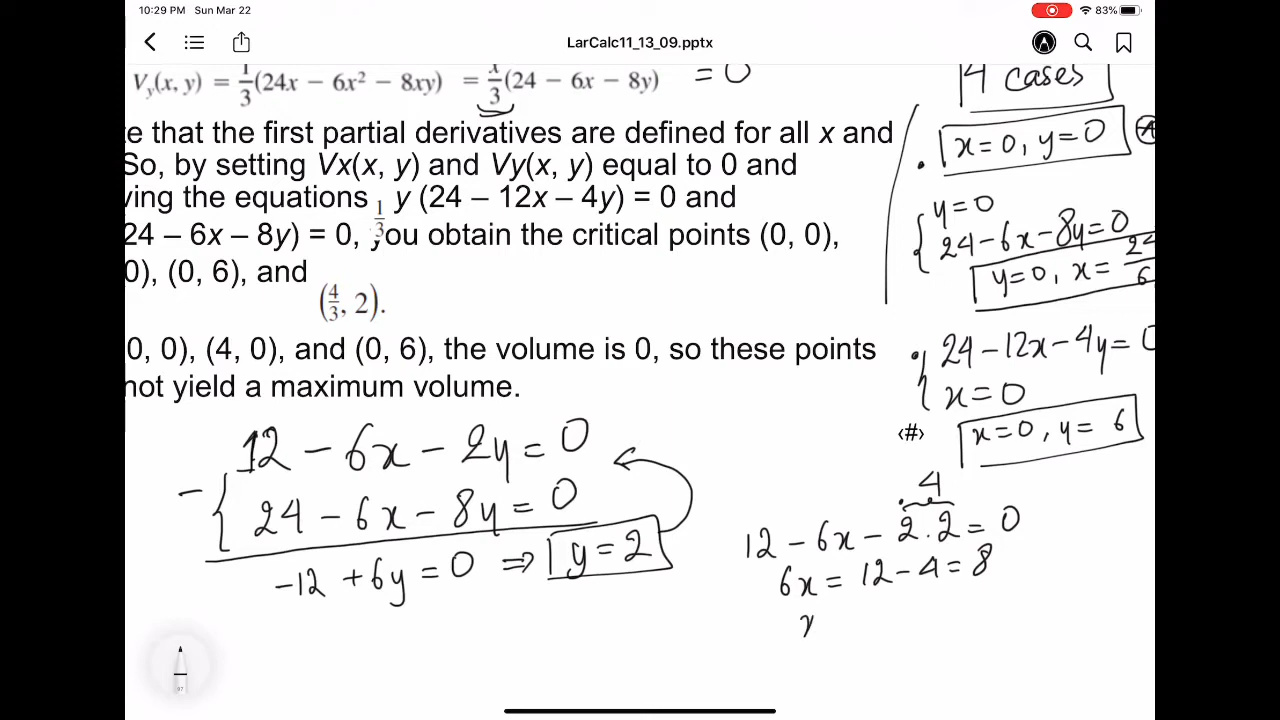 10:29 PM Sun Mar 22
83%
LarCalc11_13_09.pptx
V_y(x, y) = 1/3(24x − 6x² − 8xy) = x/3(24 − 6x − 8y) = 0
te that the first partial derivatives are defined for all x and
So, by setting Vx(x, y) and Vy(x, y) equal to 0 and
ving the equations 1/3 y (24 – 12x – 4y) = 0 and
24 – 6x – 8y) = 0, you obtain the critical points (0, 0),
0), (0, 6), and
(4/3, 2).
0, 0), (4, 0), and (0, 6), the volume is 0, so these points
not yield a maximum volume.
12 − 6x − 2y = 0
− { 24 − 6x − 8y = 0
−12 + 6y = 0 ⇒ y = 2
4 cases
• x=0, y=0
{ y=0
24−6x−8y=0
y=0, x= 24/6
• { 24−12x−4y=0
x=0
‹#›
x=0, y= 6
4
12 − 6x − 2.2 = 0
6x = 12−4=8
97